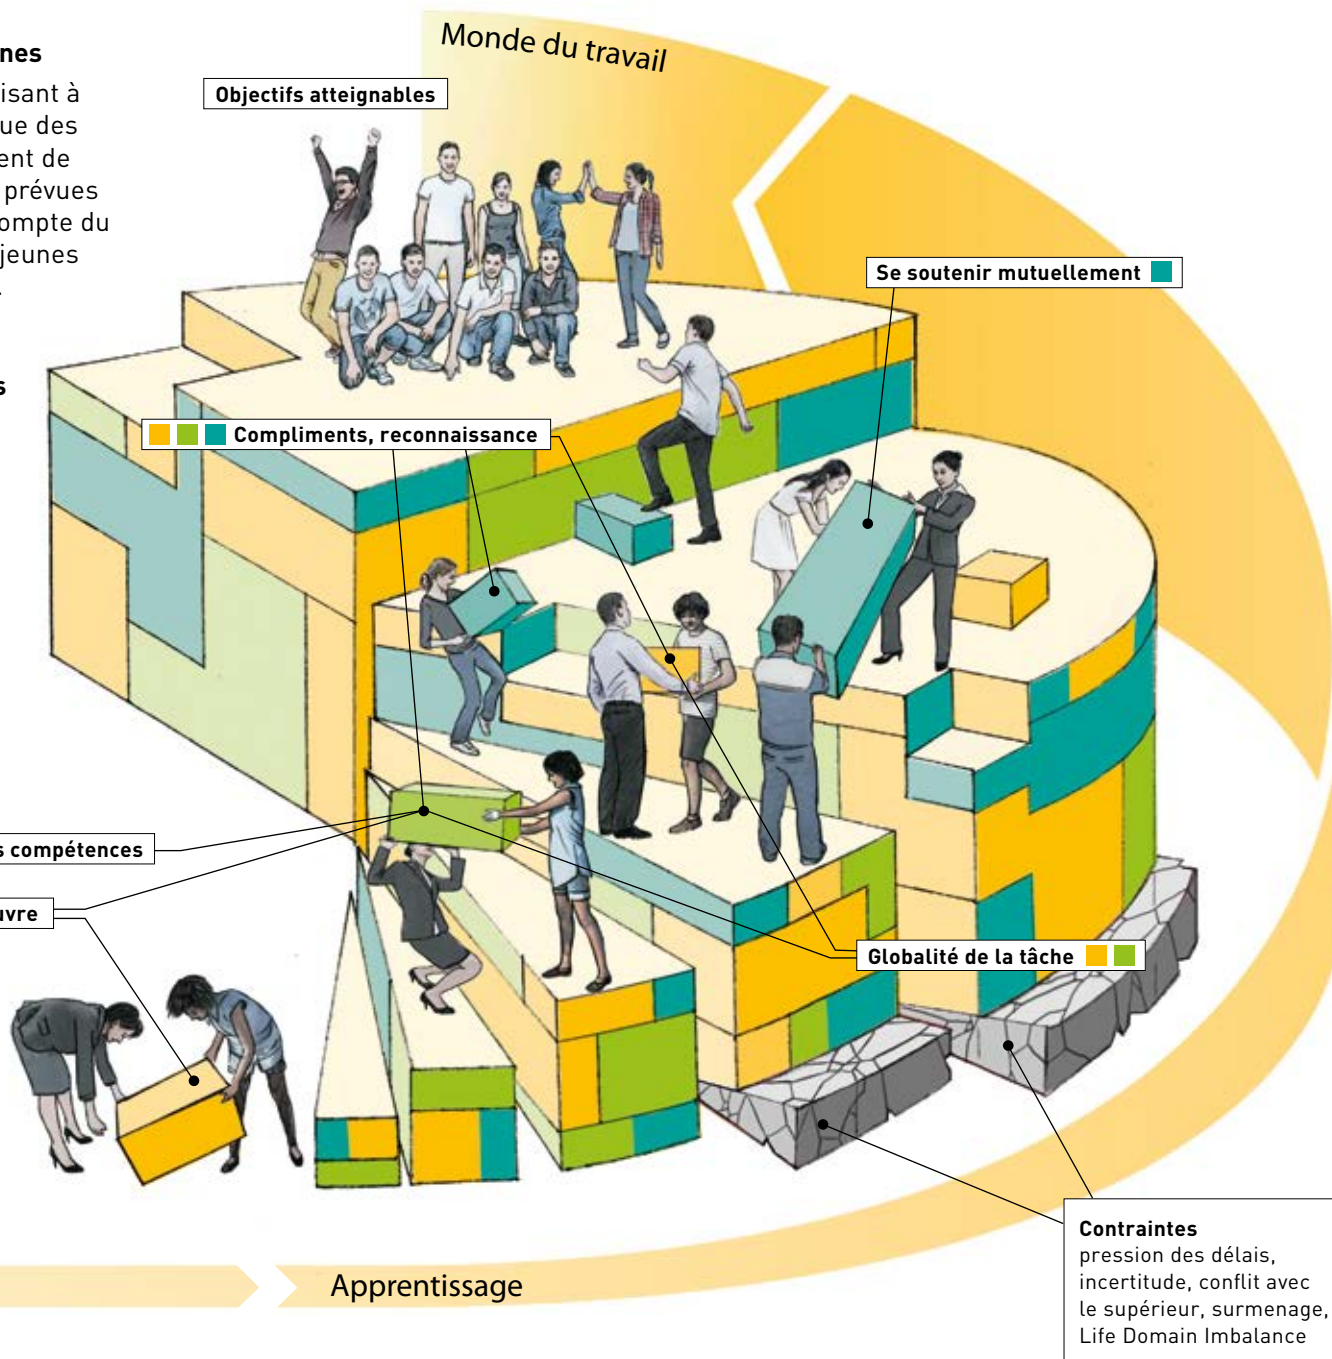 nes
isant à
ue des
ent de
prévues
ompte du
jeunes
.
s
Monde du travail
Objectifs atteignables
Se soutenir mutuellement
Compliments, reconnaissance
s compétences
uvre
Globalité de la tâche
Contraintes
pression des délais,
incertitude, conflit avec
le supérieur, surmenage,
Life Domain Imbalance
Apprentissage